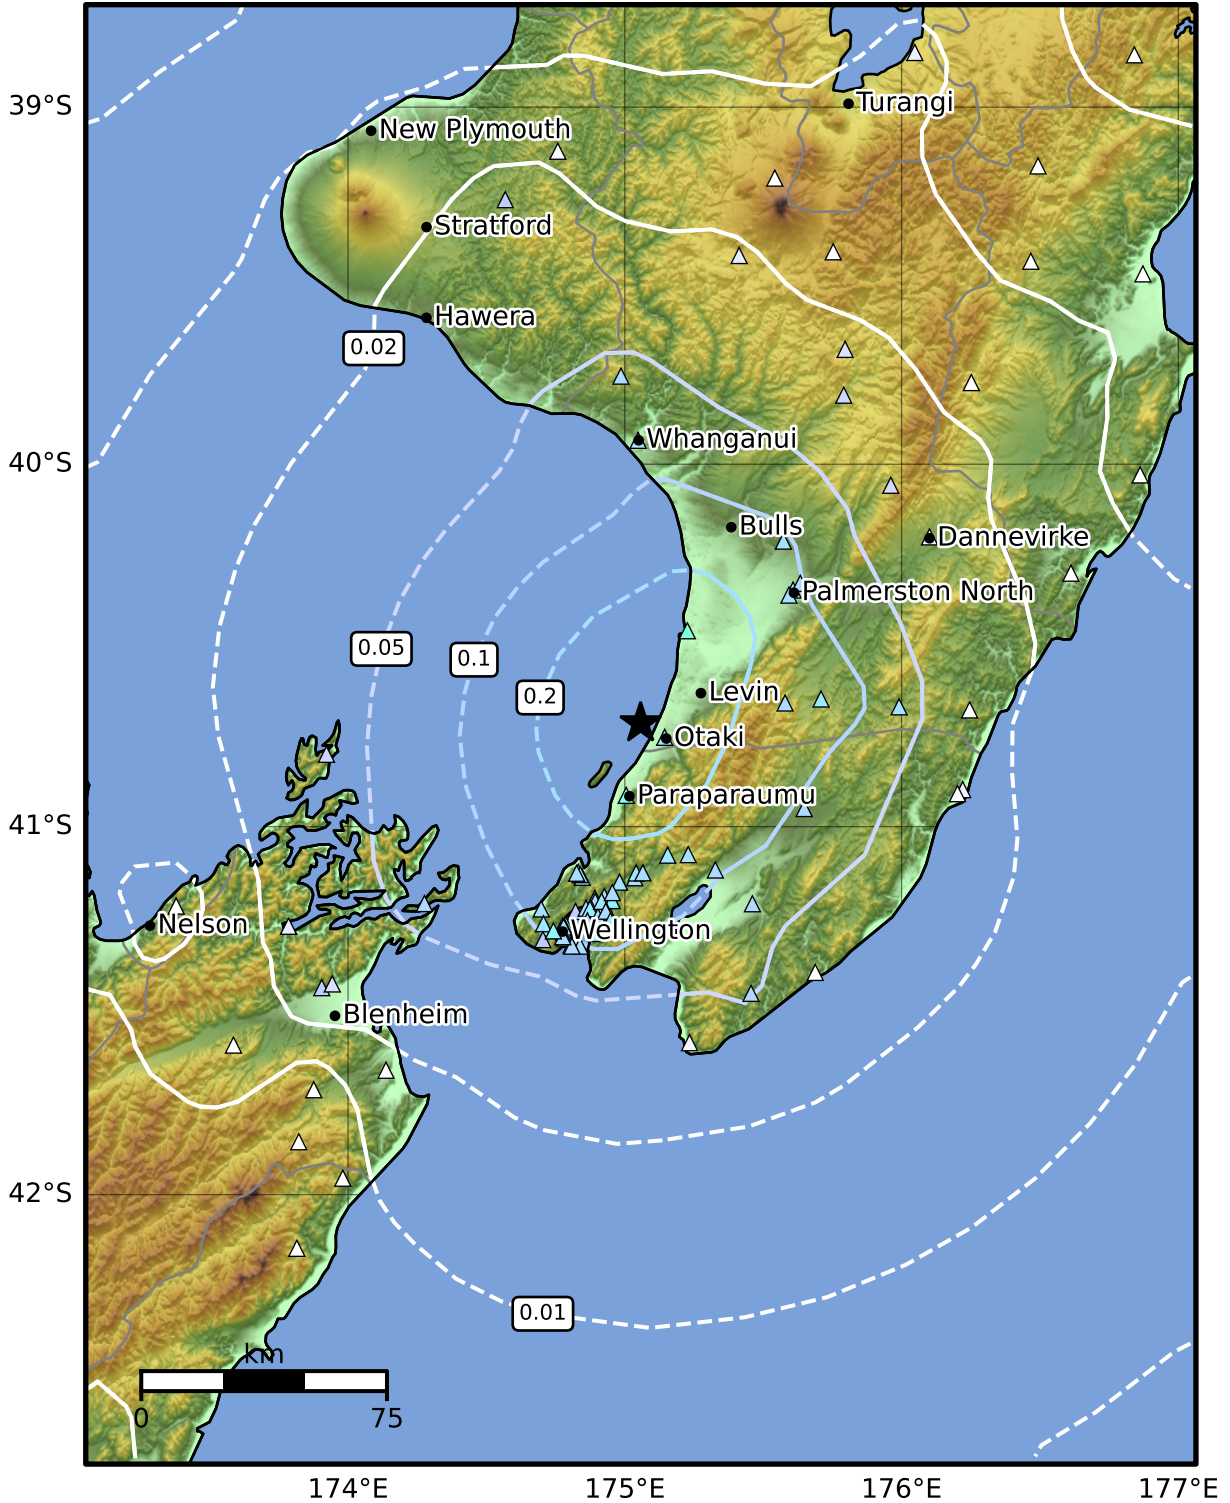 39°S
Turangi
New Plymouth
Stratford
Hawera
0.02
Whanganui
40°S
Bulls
Dannevirke
Palmerston North
0.05
0.1
0.2
Levin
Otaki
Paraparaumu
41°S
Nelson
Wellington
Blenheim
42°S
0.01
km
0
75
174°E
175°E
176°E
177°E